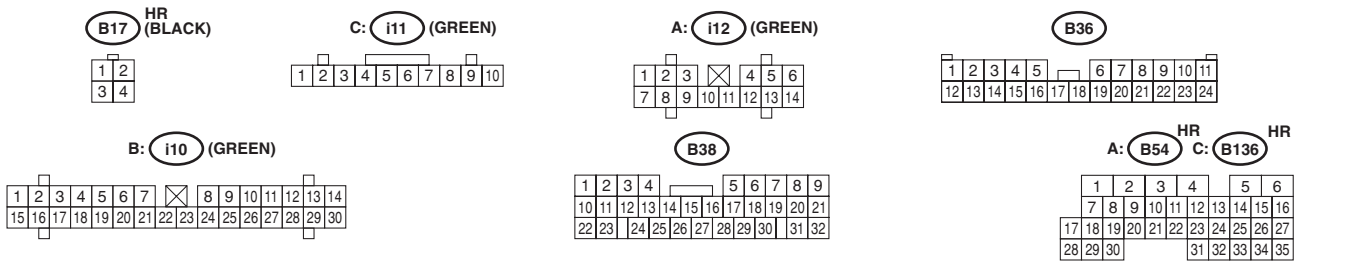 HR
B17 (BLACK)
1 2
3 4
C: i11 (GREEN)
1 2 3 4 5 6 7 8 9 10
A: i12 (GREEN)
1 2 3 4 5 6
7 8 9 10 11 12 13 14
B36
1 2 3 4 5 6 7 8 9 10 11
12 13 14 15 16 17 18 19 20 21 22 23 24
B: i10 (GREEN)
1 2 3 4 5 6 7 8 9 10 11 12 13 14
15 16 17 18 19 20 21 22 23 24 25 26 27 28 29 30
B38
1 2 3 4 5 6 7 8 9
10 11 12 13 14 15 16 17 18 19 20 21
22 23 24 25 26 27 28 29 30 31 32
HR HR
A: B54 C: B136
1 2 3 4 5 6
7 8 9 10 11 12 13 14 15 16
17 18 19 20 21 22 23 24 25 26 27
28 29 30 31 32 33 34 35